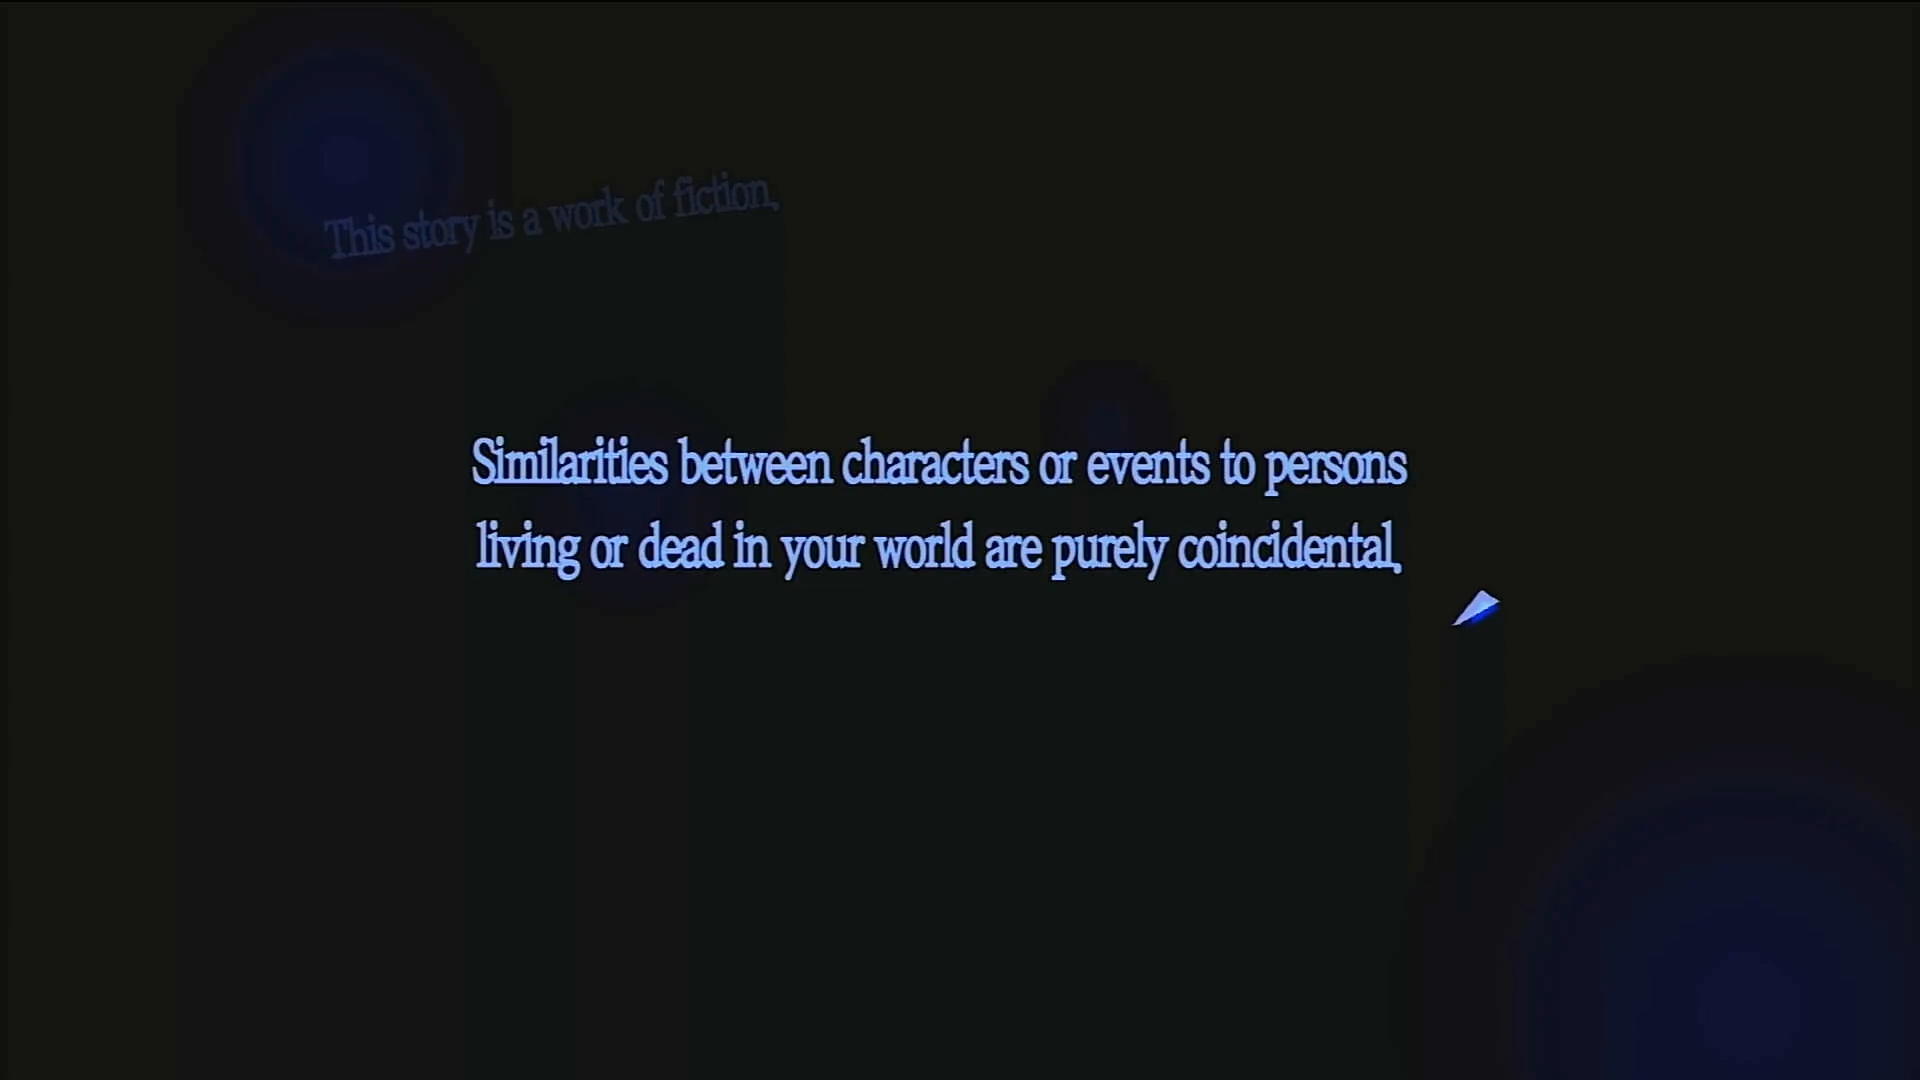 This story is a work of fiction.
Similarities between characters or events to persons
living or dead in your world are purely coincidental.